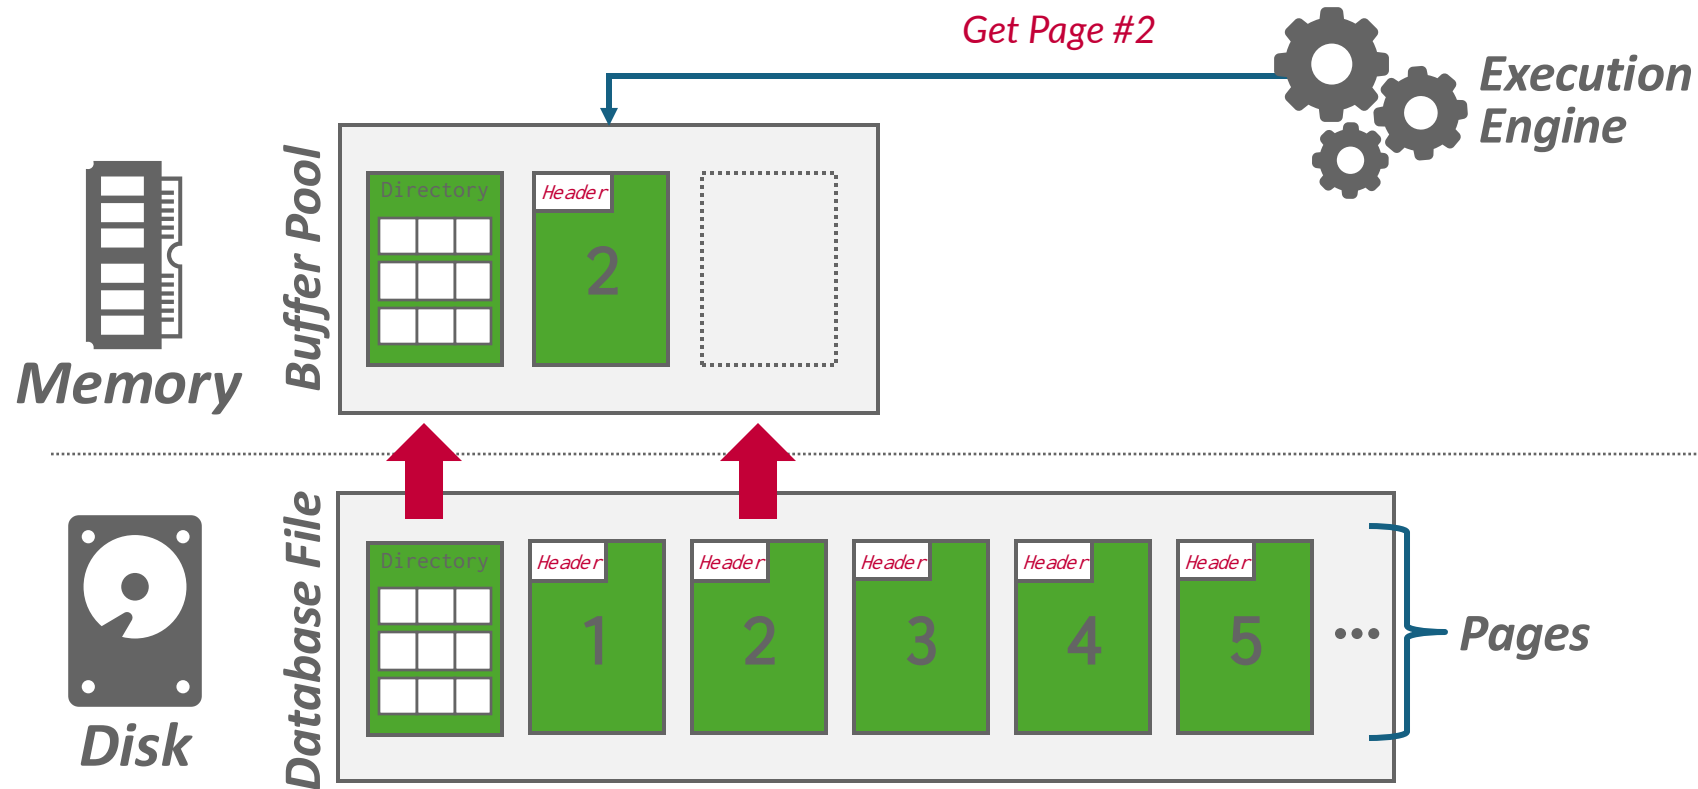 Get Page #2
Execution
Engine
Buffer Pool
Directory
Header
2
Memory
Database File
Directory
Header
1
Header
2
Header
3
Header
4
Header
5
...
Pages
Disk